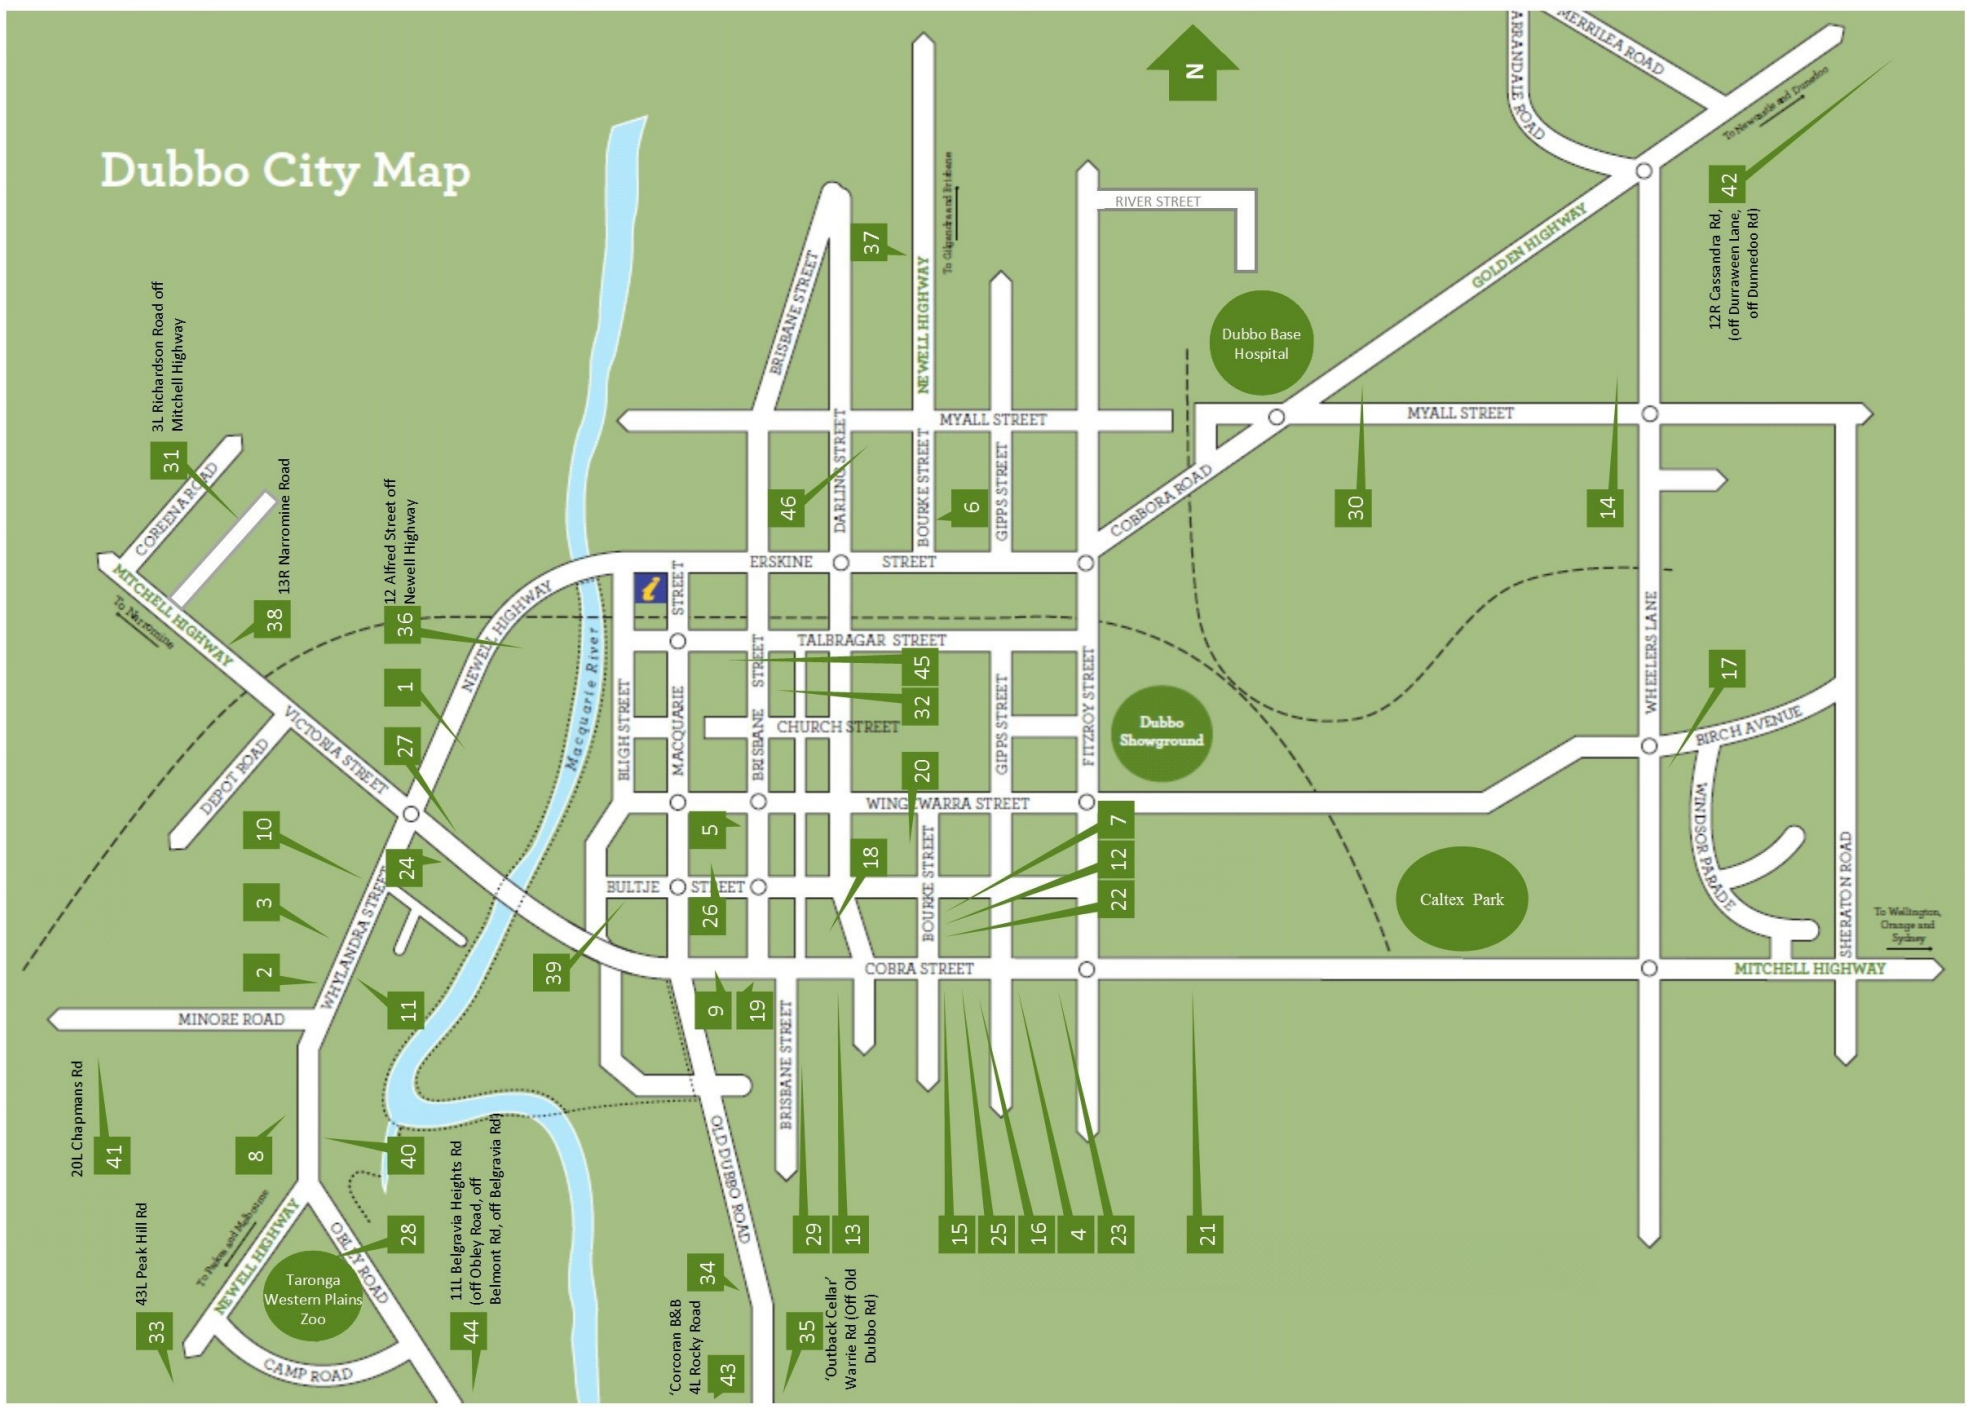 Dubbo City Map
N
ARRANDALE ROAD
MERRILEA ROAD
To Newcastle and Dunedoo
42
12R Cassandra Rd,
(off Durraween Lane,
off Dunnedoo Rd)
GOLDEN HIGHWAY
RIVER STREET
To Gilgandra and Brisbane
37
NEWELL HIGHWAY
BRISBANE STREET
Dubbo Base
Hospital
3L Richardson Road off
Mitchell Highway
31
COREENA ROAD
13R Narromine Road
38
MITCHELL HIGHWAY
To Narromine
12 Alfred Street off
Newell Highway
36
NEWELL HIGHWAY
MYALL STREET
MYALL STREET
DARLING STREET
BOURKE STREET
GIPPS STREET
46
6
COBBORA ROAD
30
14
ERSKINE STREET
i
STREET
Macquarie River
TALBRAGAR STREET
45
32
STREET
1
27
VICTORIA STREET
DEPOT ROAD
BLIGH STREET
MACQUARIE
BRISBANE
CHURCH STREET
GIPPS STREET
FITZROY STREET
Dubbo
Showground
WHEELERS LANE
17
BIRCH AVENUE
WINDSOR PARADE
SHERATON ROAD
10
3
2
24
WHYLANDRA STREET
11
MINORE ROAD
20
WINGEWARRA STREET
5
18
7
12
22
BULTJE STREET
26
BOURKE STREET
39
Caltex Park
To Wellington,
Orange and
Sydney
COBRA STREET
MITCHELL HIGHWAY
9
19
BRISBANE STREET
20L Chapmans Rd
41
8
40
28
43L Peak Hill Rd
33
To Parkes and Melbourne
NEWELL HIGHWAY
OBLEY ROAD
Taronga
Western Plains
Zoo
CAMP ROAD
11L Belgravia Heights Rd
(off Obley Road, off
Belmont Rd, off Belgravia Rd)
44
OLD DUBBO ROAD
34
'Corcoran B&B
4L Rocky Road
43
35
'Outback Cellar'
Warrie Rd (Off Old
Dubbo Rd)
29
13
15
25
16
4
23
21